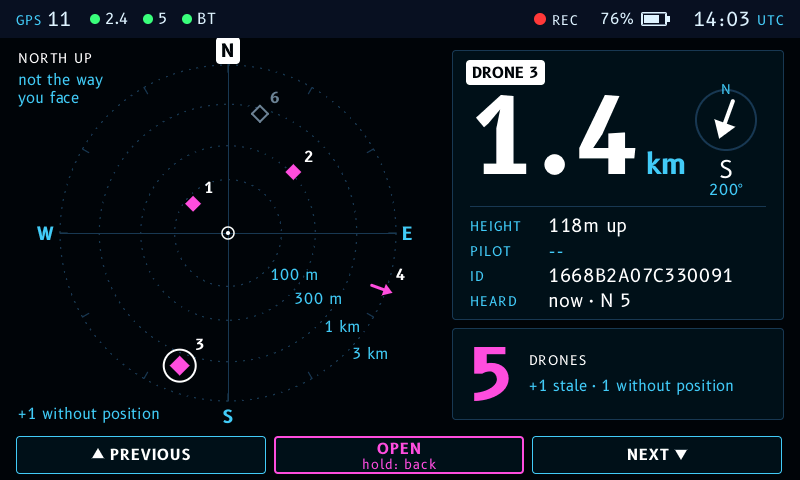 GPS 11 2.4 5 BT REC 76% 14:03 UTC
NORTH UP
not the way
you face
N
6
2
1
W
E
4
100 m
300 m
1 km
3 km
3
+1 without position
S
DRONE 3
1.4 km
N
S
200°
HEIGHT 118m up
PILOT --
ID 1668B2A07C330091
HEARD now · N 5
5 DRONES
+1 stale · 1 without position
▲ PREVIOUS
OPEN
hold: back
NEXT ▼